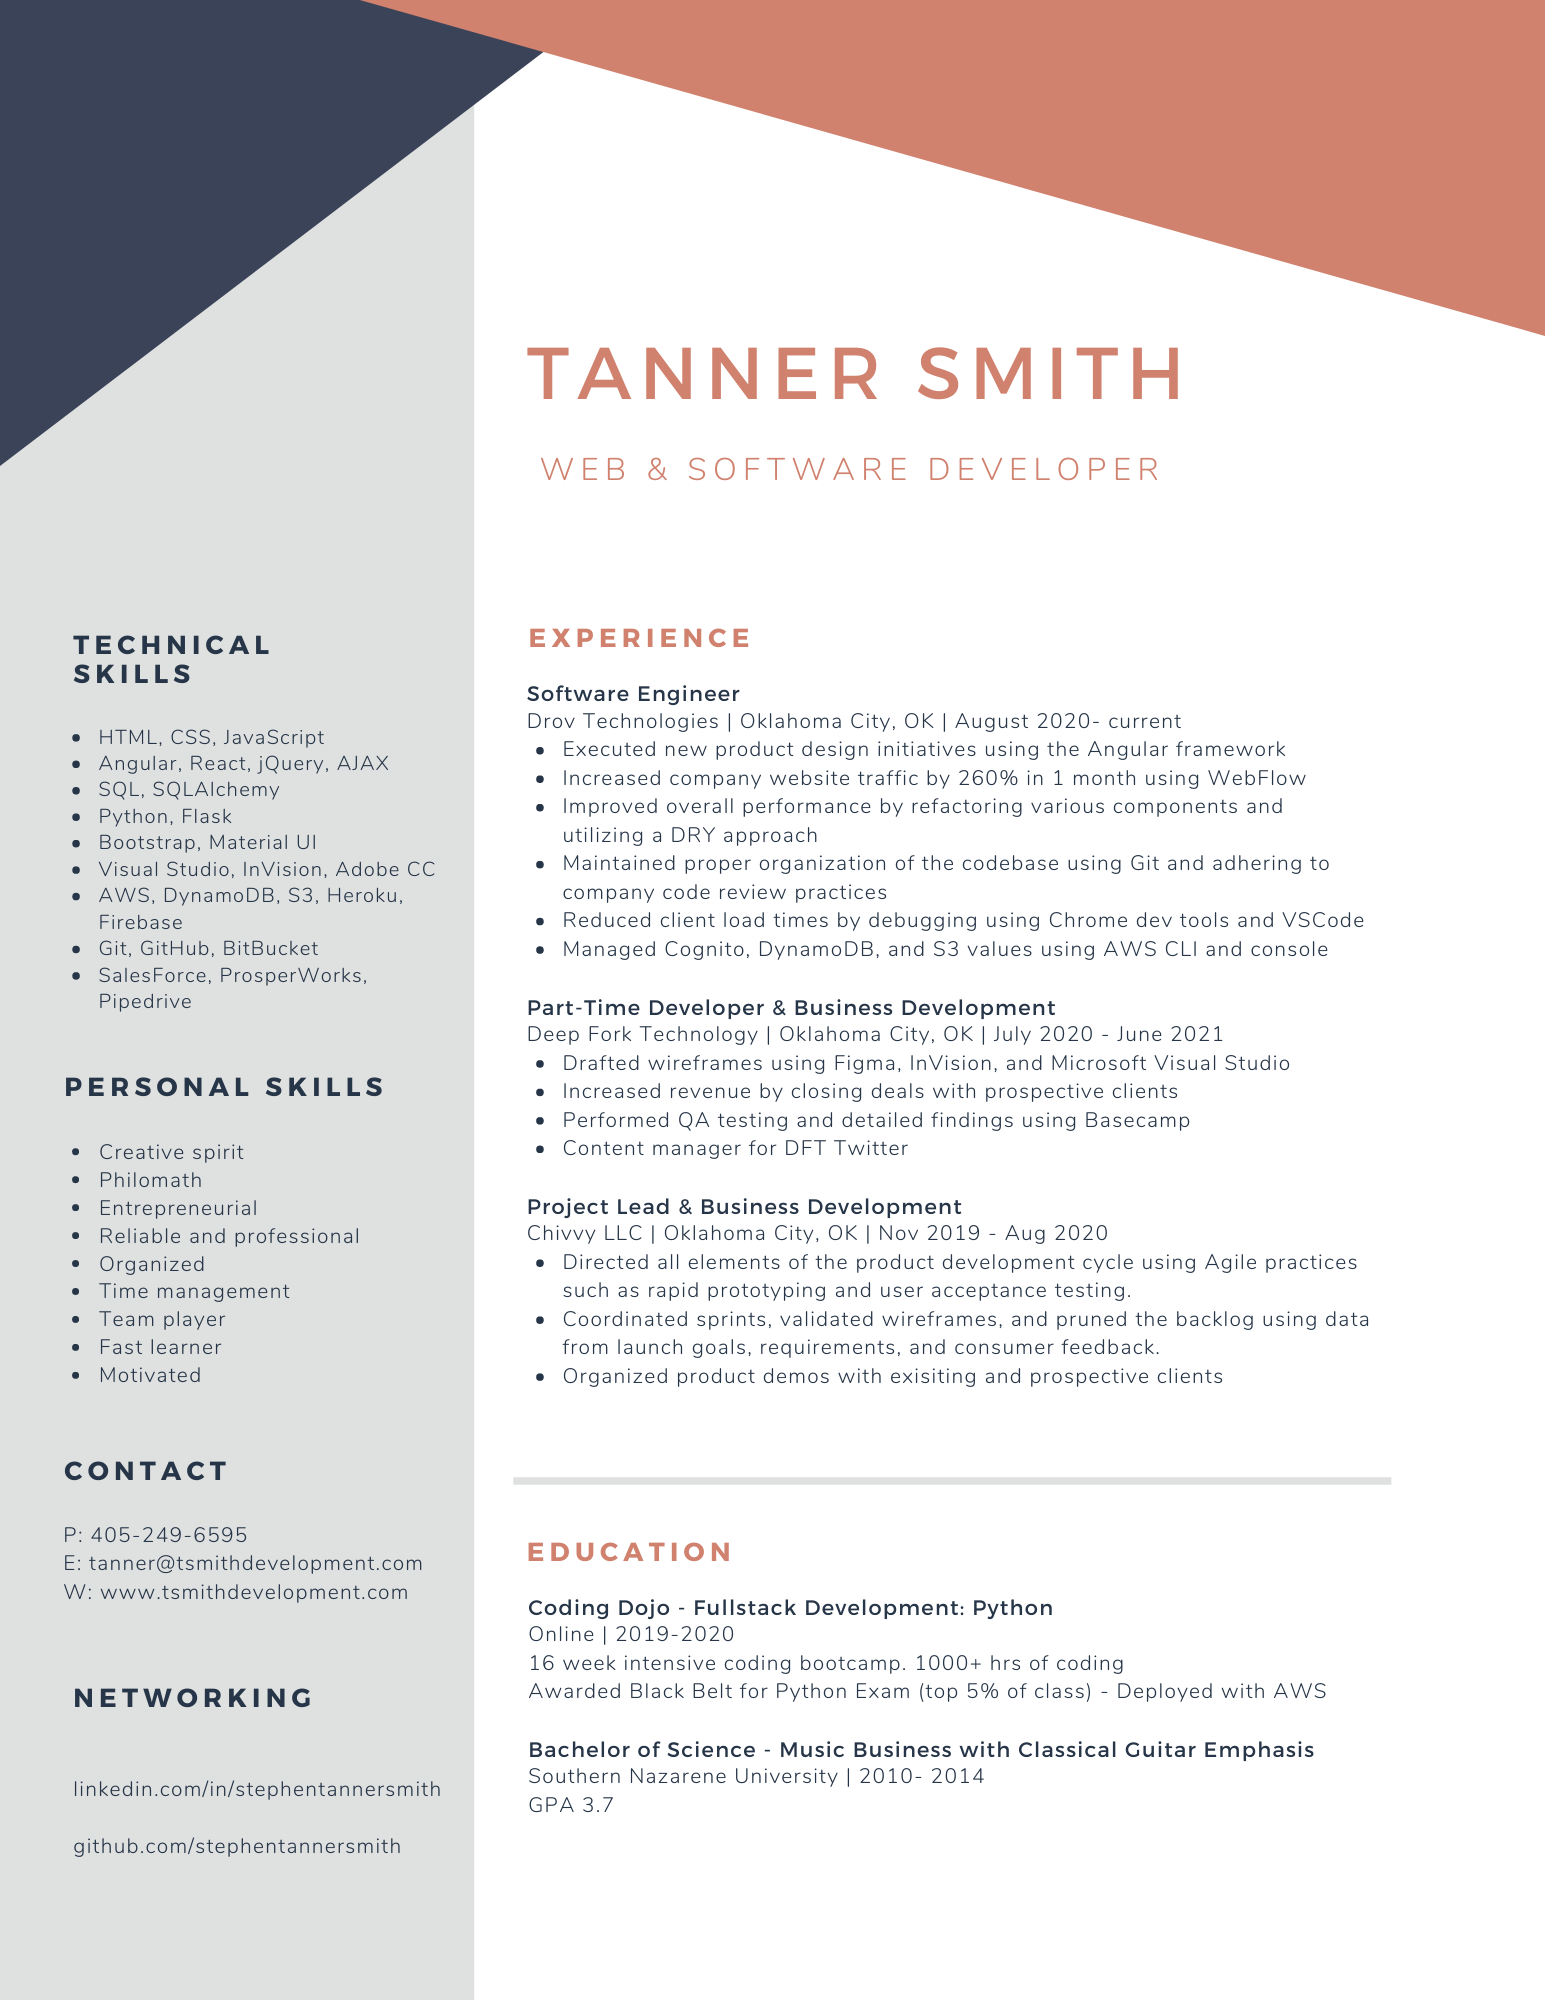 TANNER SMITH
WEB & SOFTWARE DEVELOPER
TECHNICAL
SKILLS
• HTML, CSS, JavaScript
• Angular, React, jQuery, AJAX
• SQL, SQLAlchemy
• Python, Flask
• Bootstrap, Material UI
• Visual Studio, InVision, Adobe CC
• AWS, DynamoDB, S3, Heroku,
Firebase
• Git, GitHub, BitBucket
• SalesForce, ProsperWorks,
Pipedrive
PERSONAL SKILLS
• Creative spirit
• Philomath
• Entrepreneurial
• Reliable and professional
• Organized
• Time management
• Team player
• Fast learner
• Motivated
CONTACT
P: 405-249-6595
E: tanner@tsmithdevelopment.com
W: www.tsmithdevelopment.com
NETWORKING
linkedin.com/in/stephentannersmith
github.com/stephentannersmith
EXPERIENCE
Software Engineer
Drov Technologies | Oklahoma City, OK | August 2020- current
• Executed new product design initiatives using the Angular framework
• Increased company website traffic by 260% in 1 month using WebFlow
• Improved overall performance by refactoring various components and
utilizing a DRY approach
• Maintained proper organization of the codebase using Git and adhering to
company code review practices
• Reduced client load times by debugging using Chrome dev tools and VSCode
• Managed Cognito, DynamoDB, and S3 values using AWS CLI and console
Part-Time Developer & Business Development
Deep Fork Technology | Oklahoma City, OK | July 2020 - June 2021
• Drafted wireframes using Figma, InVision, and Microsoft Visual Studio
• Increased revenue by closing deals with prospective clients
• Performed QA testing and detailed findings using Basecamp
• Content manager for DFT Twitter
Project Lead & Business Development
Chivvy LLC | Oklahoma City, OK | Nov 2019 - Aug 2020
• Directed all elements of the product development cycle using Agile practices
such as rapid prototyping and user acceptance testing.
• Coordinated sprints, validated wireframes, and pruned the backlog using data
from launch goals, requirements, and consumer feedback.
• Organized product demos with exisiting and prospective clients
EDUCATION
Coding Dojo - Fullstack Development: Python
Online | 2019-2020
16 week intensive coding bootcamp. 1000+ hrs of coding
Awarded Black Belt for Python Exam (top 5% of class) - Deployed with AWS
Bachelor of Science - Music Business with Classical Guitar Emphasis
Southern Nazarene University | 2010- 2014
GPA 3.7